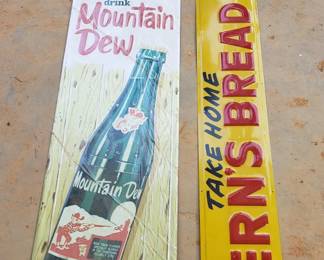 drink
Mountain
Dew
Mountain Dew
TAKE HOME
ERN'S BREAD